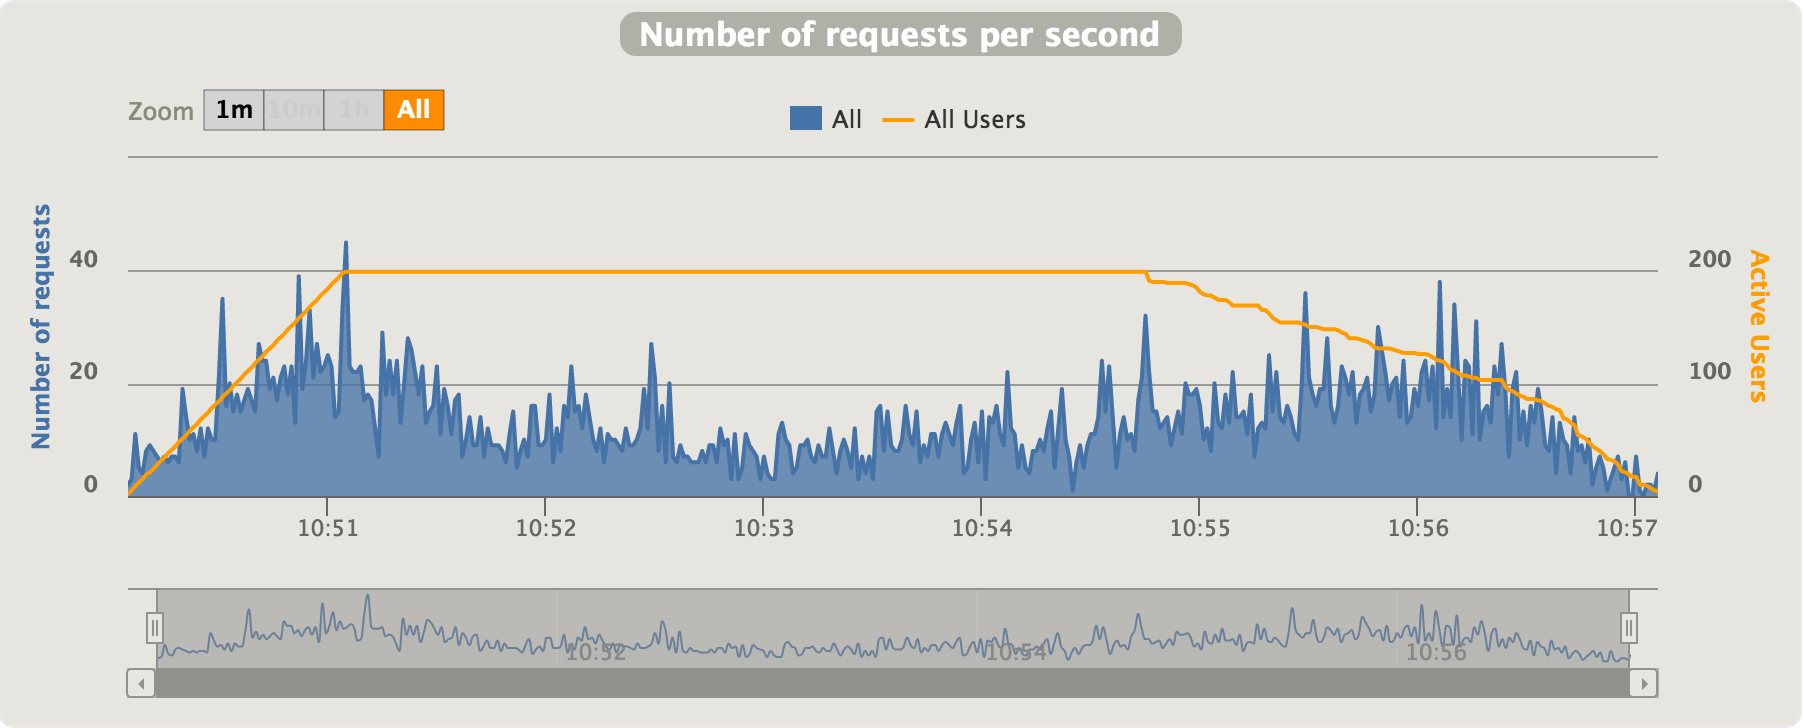 Number of requests per second
Zoom 1m 10m 1h All
All All Users
Number of requests
40
20
0
200
100
0
Active Users
10:51 10:52 10:53 10:54 10:55 10:56 10:57
10:52 10:54 10:56